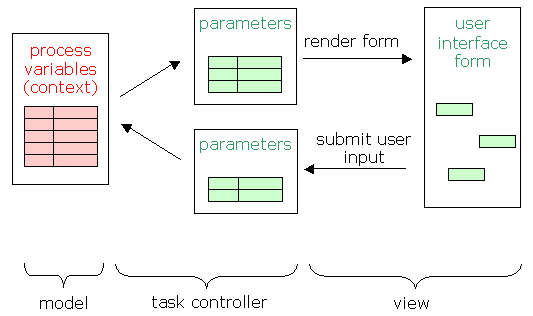 process
variables
(context)
parameters
render form
user
interface
form
parameters
submit user
input
model
task controller
view